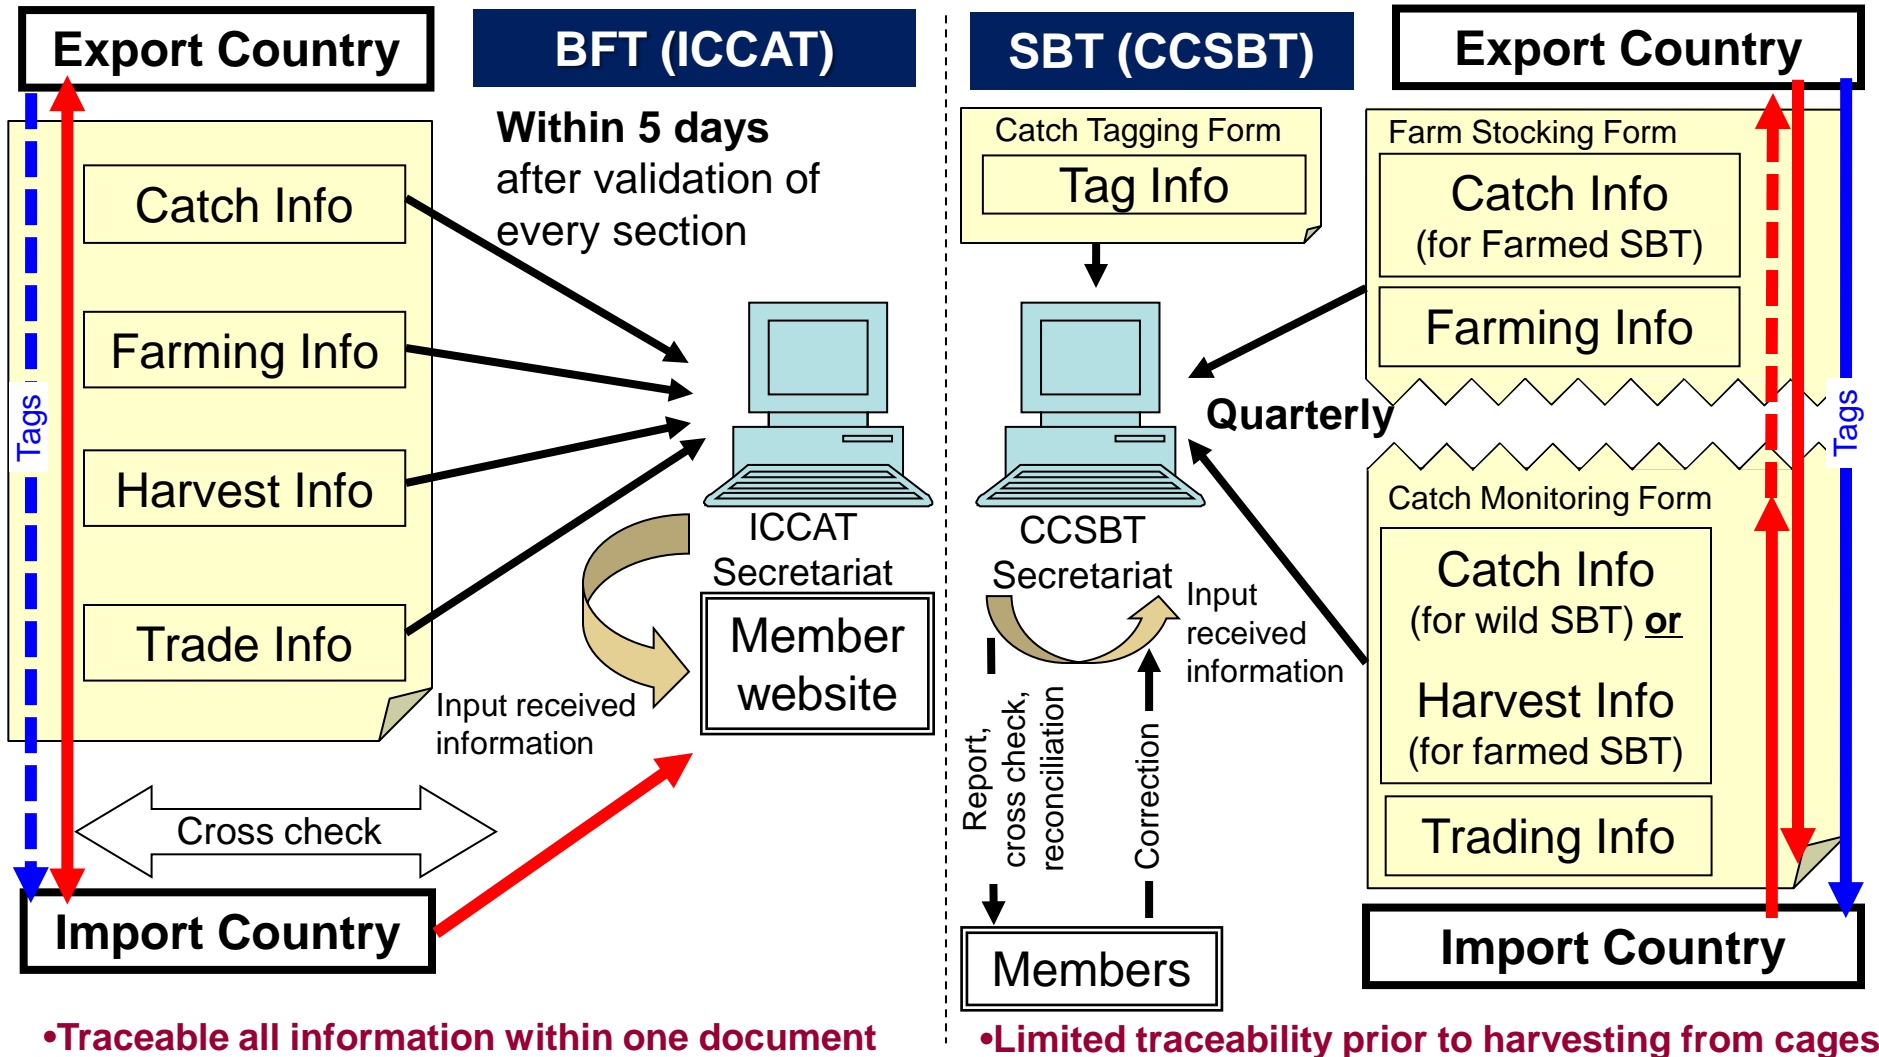 Export Country
BFT (ICCAT)
Within 5 days
after validation of
every section
Catch Info
Farming Info
Harvest Info
Trade Info
Tags
ICCAT
Secretariat
Member
website
Input received
information
Cross check
Import Country
•Traceable all information within one document
SBT (CCSBT)
Export Country
Catch Tagging Form
Tag Info
Farm Stocking Form
Catch Info
(for Farmed SBT)
Farming Info
Quarterly
Tags
CCSBT
Secretariat
Input
received
information
Report,
cross check,
reconciliation
Correction
Members
Catch Monitoring Form
Catch Info
(for wild SBT) or
Harvest Info
(for farmed SBT)
Trading Info
Import Country
•Limited traceability prior to harvesting from cages